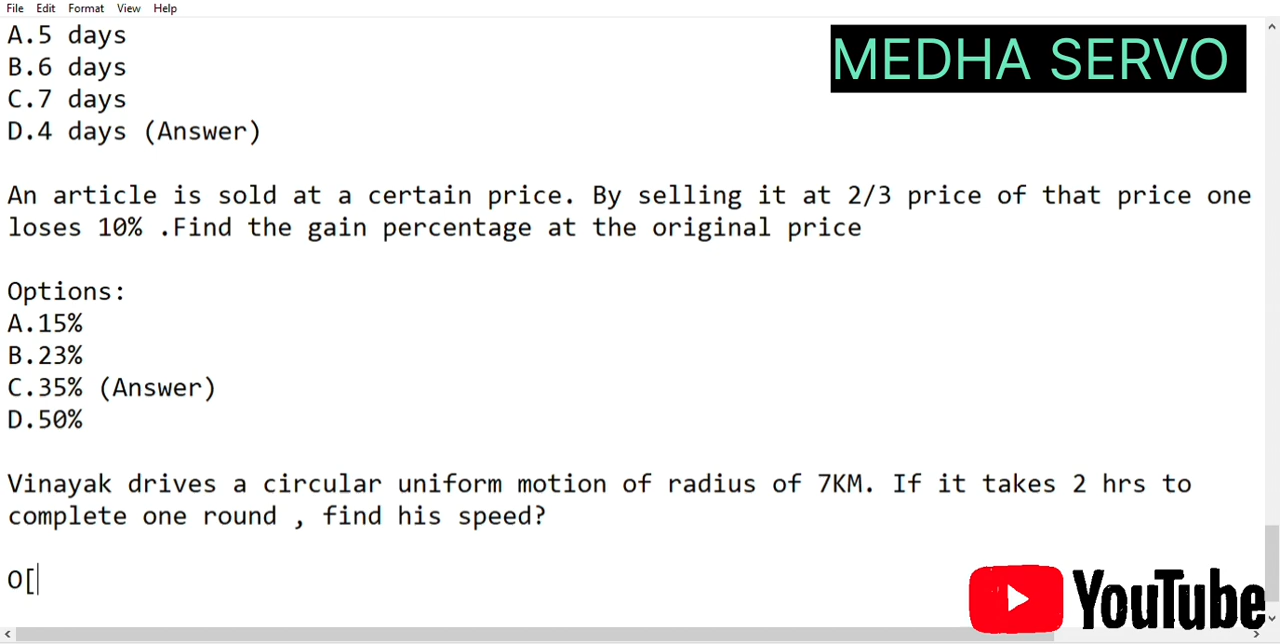 File Edit Format View Help
A.5 days
B.6 days
C.7 days
D.4 days (Answer)
MEDHA SERVO
An article is sold at a certain price. By selling it at 2/3 price of that price one
loses 10% .Find the gain percentage at the original price
Options:
A.15%
B.23%
C.35% (Answer)
D.50%
Vinayak drives a circular uniform motion of radius of 7KM. If it takes 2 hrs to
complete one round , find his speed?
O[
YouTube